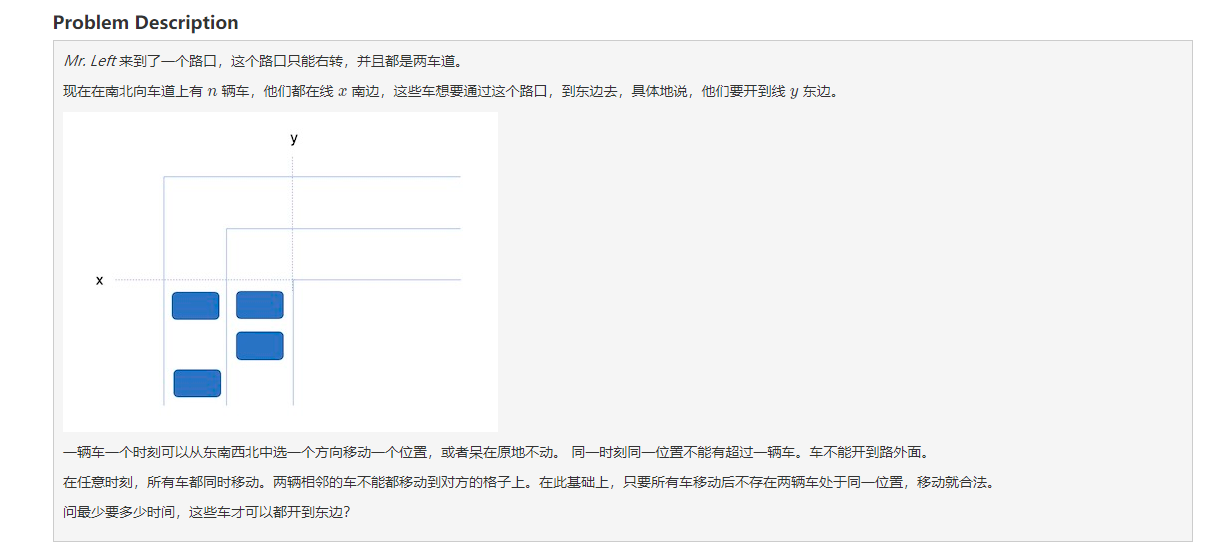 Problem Description
Mr. Left 来到了一个路口，这个路口只能右转，并且都是两车道。
现在在南北向车道上有 n 辆车，他们都在线 x 南边，这些车想要通过这个路口，到东边去，具体地说，他们要开到线 y 东边。
y
x
一辆车一个时刻可以从东南西北中选一个方向移动一个位置，或者呆在原地不动。 同一时刻同一位置不能有超过一辆车。车不能开到路外面。
在任意时刻，所有车都同时移动。两辆相邻的车不能都移动到对方的格子上。在此基础上，只要所有车移动后不存在两辆车处于同一位置，移动就合法。
问最少要多少时间，这些车才可以都开到东边？